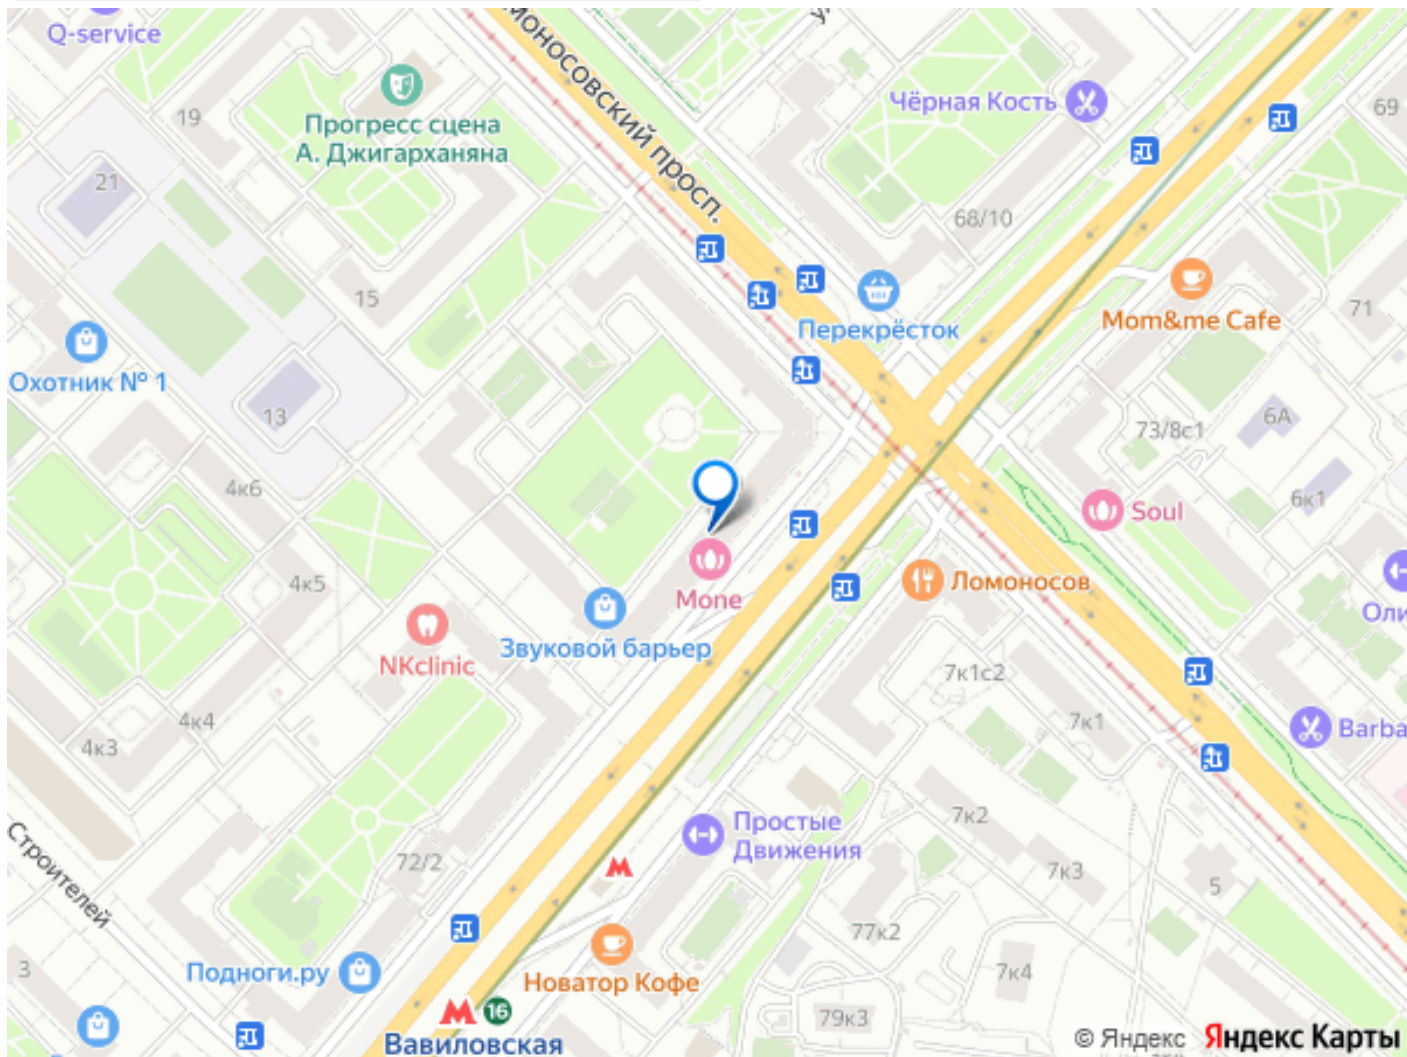 Q-service
Прогресс сцена
А. Джигарханяна
19
21
15
моносовский просп.
Чёрная Кость
69
68/10
Перекрёсток
Mom&me Cafe
71
Охотник № 1
13
4к6
73/8с1
6А
6к1
Soul
4к5
Mone
Ломоносов
Оли
NKclinic
Звуковой барьер
7к1с2
7к1
Barba
4к4
4к3
Строителей
72/2
Простые
Движения
7к2
7к3
5
77к2
3
Подноги.ру
Новатор Кофе
7к4
16
Вавиловская
79к3
© Яндекс Яндекс Карты